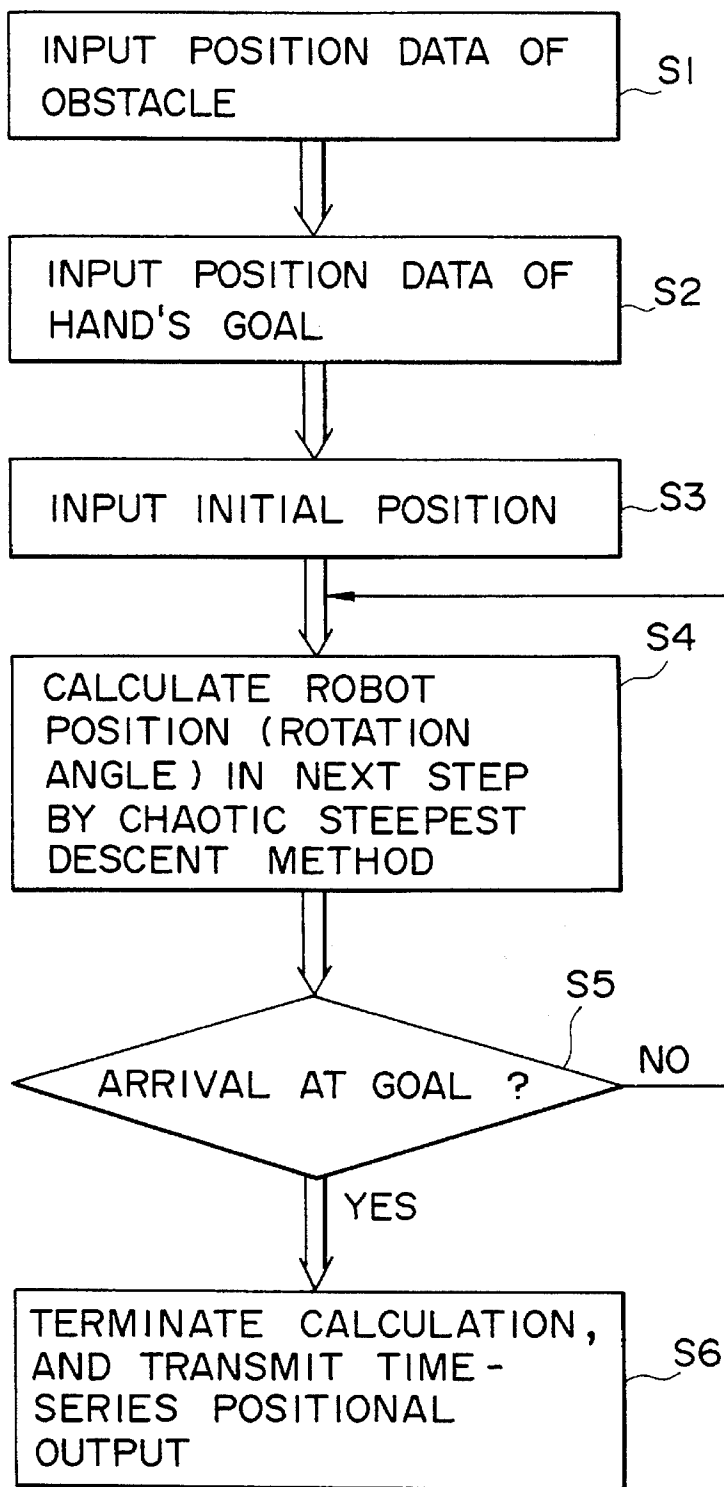 INPUT POSITION DATA OF
OBSTACLE
S1
INPUT POSITION DATA OF
HAND'S GOAL
S2
INPUT INITIAL POSITION
S3
S4
CALCULATE ROBOT
POSITION (ROTATION
ANGLE) IN NEXT STEP
BY CHAOTIC STEEPEST
DESCENT METHOD
S5
ARRIVAL AT GOAL ?
NO
YES
TERMINATE CALCULATION,
AND TRANSMIT TIME-
SERIES POSITIONAL
OUTPUT
S6